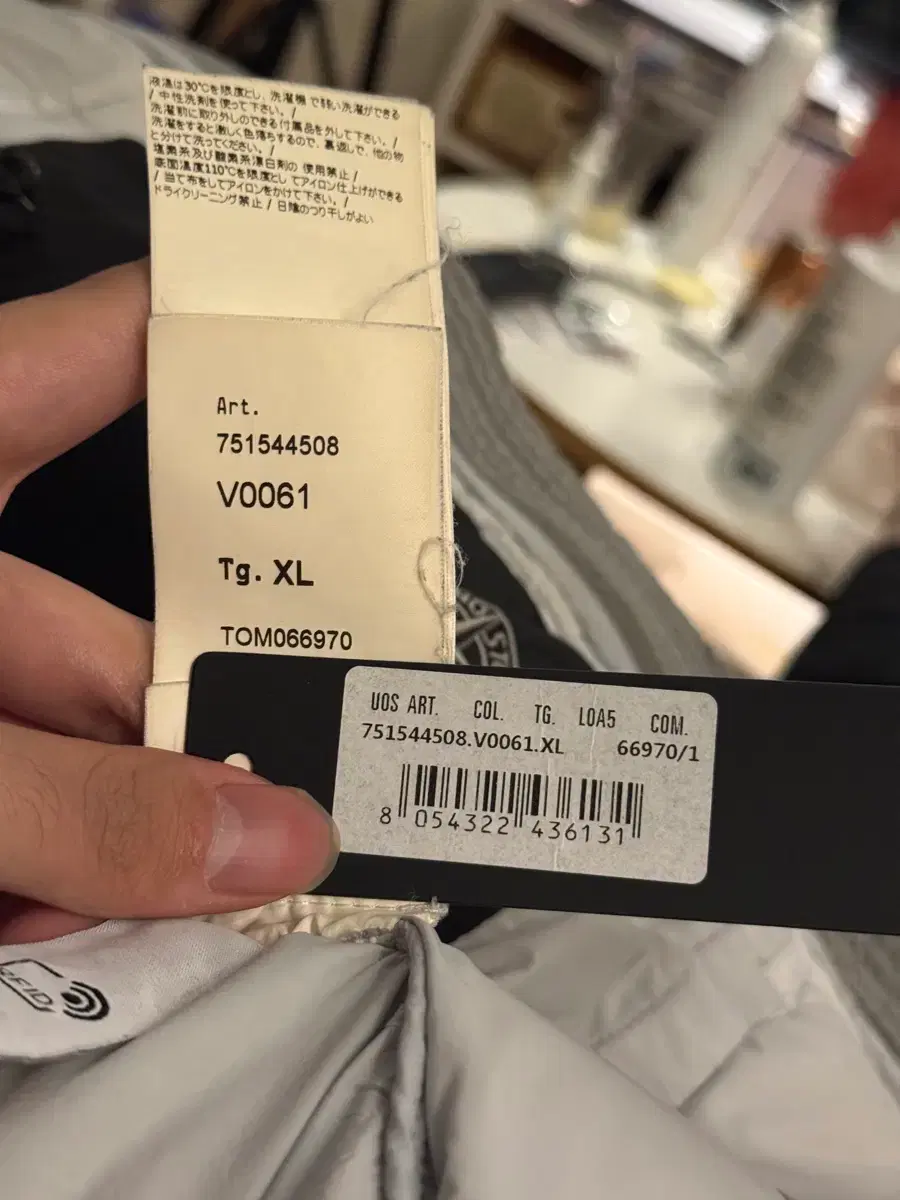 液温は30℃を限度とし、洗濯機 で弱い洗濯ができる
/ 中性洗剤を使って下さい。 /
洗濯前に取り外しのできる付属品を外して下さい。 /
洗濯をすると激しく色落ちするので、裏返しで、他の物
と分けて洗ってください。 /
塩素系及び酸素系漂白剤の 使用禁止 /
底面温度110℃を限度とし てアイロン仕上げができる
/ 当て布をしてアイロンをかけて下さい。 /
ドライクリーニング禁止 / 日陰のつり干しがよい
Art.
751544508
V0061
Tg. XL
TOM066970
UOS ART. COL. TG. LOA5 COM.
751544508.V0061.XL 66970/1
8 054322 436131
RFID